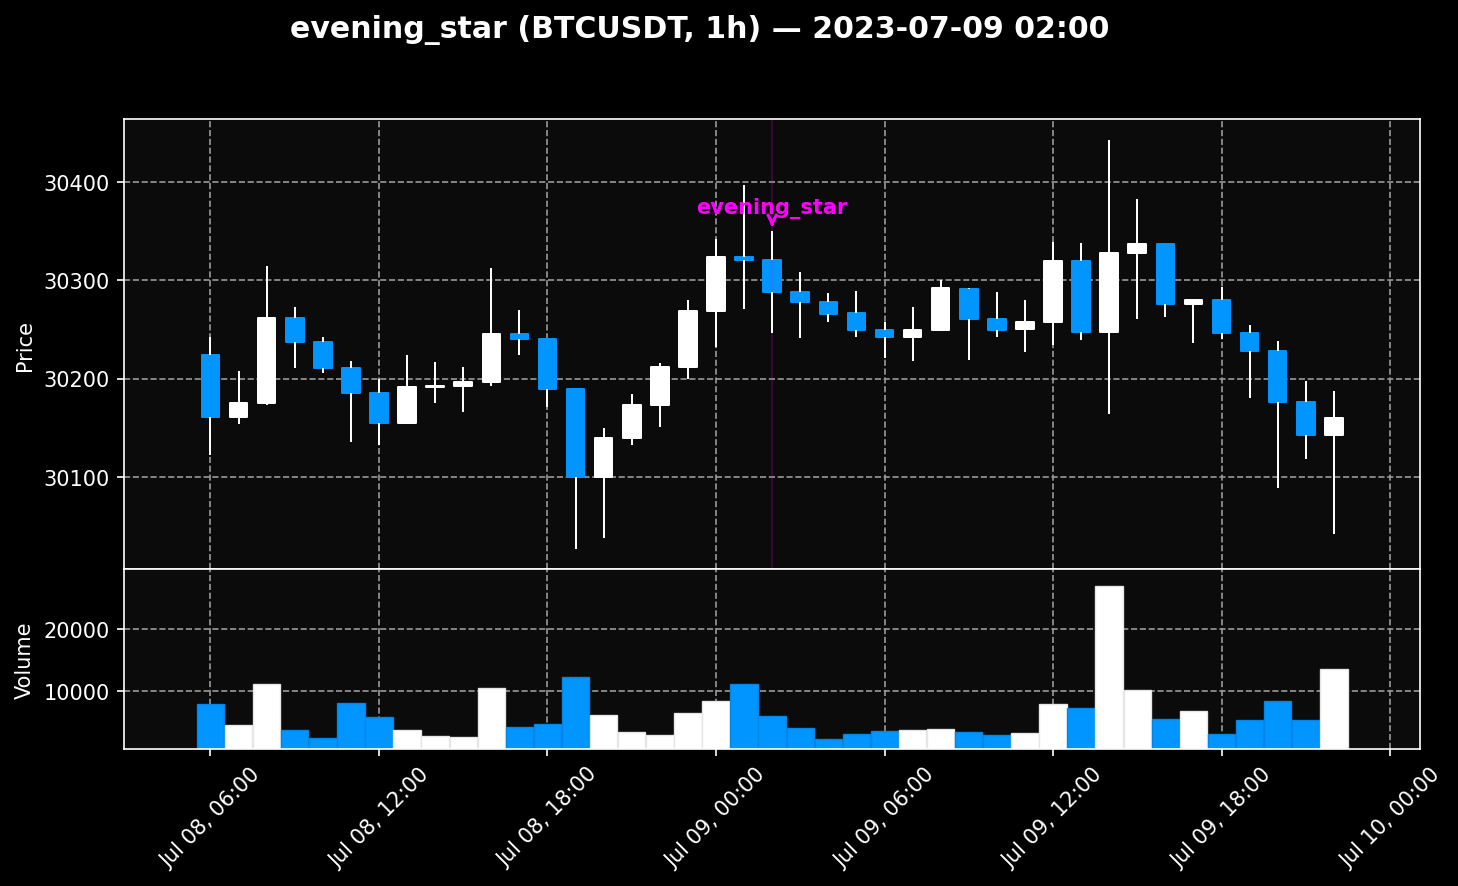 evening_star (BTCUSDT, 1h) — 2023-07-09 02:00
30400
evening_star
30300
Price
30200
30100
20000
Volume
10000
Jul 08, 06:00
Jul 08, 12:00
Jul 08, 18:00
Jul 09, 00:00
Jul 09, 06:00
Jul 09, 12:00
Jul 09, 18:00
Jul 10, 00:00